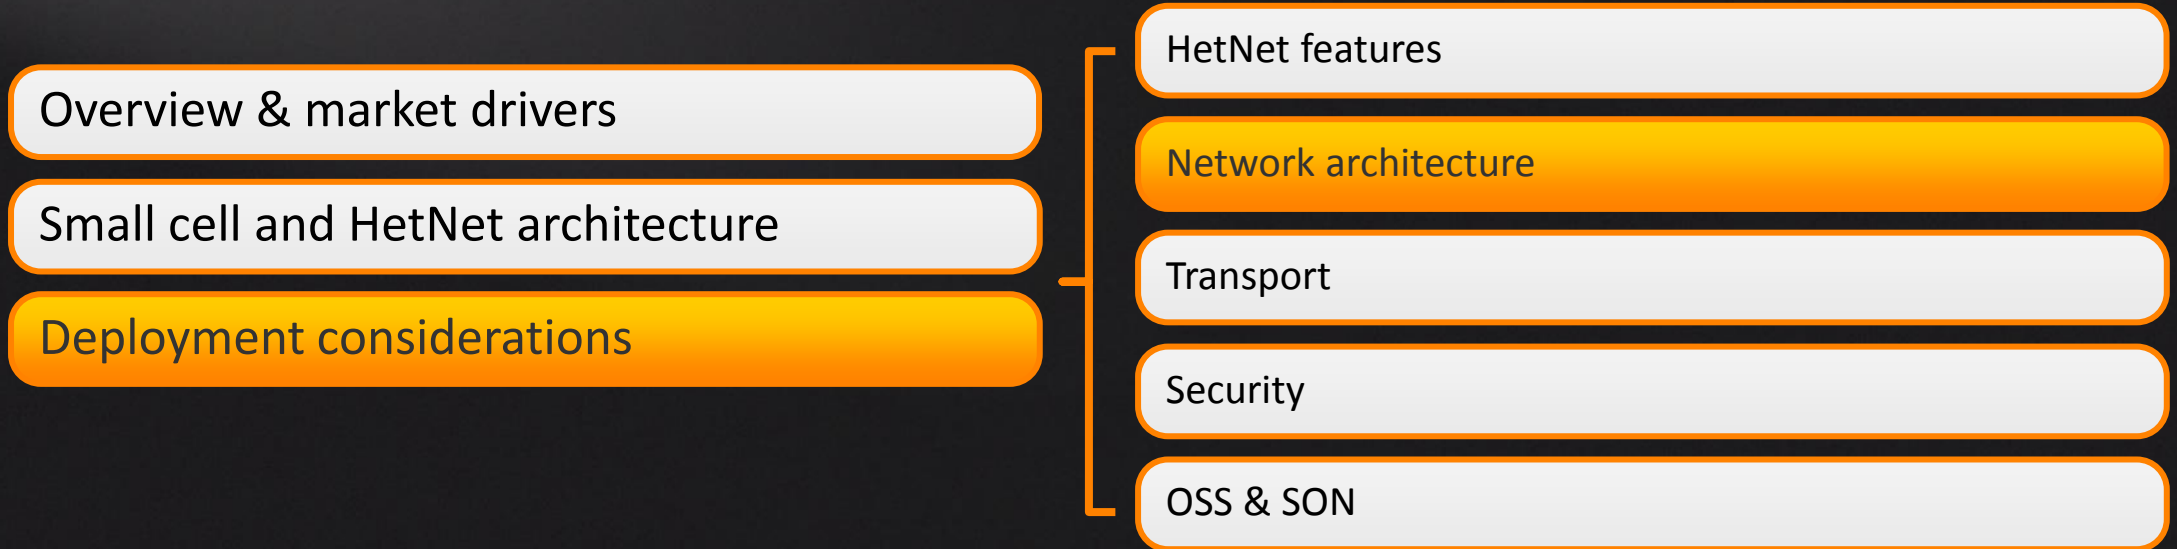 Overview & market drivers
Small cell and HetNet architecture
Deployment considerations
HetNet features
Network architecture
Transport
Security
OSS & SON